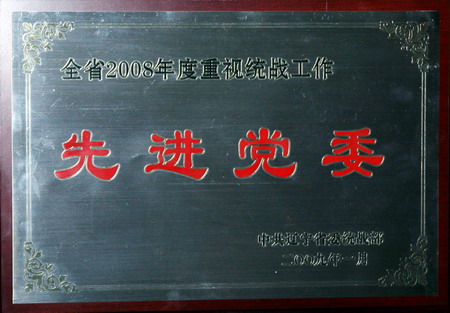 全省2008年度重视统战工作
先进党委
中共辽宁省委统战部
二〇〇九年一月